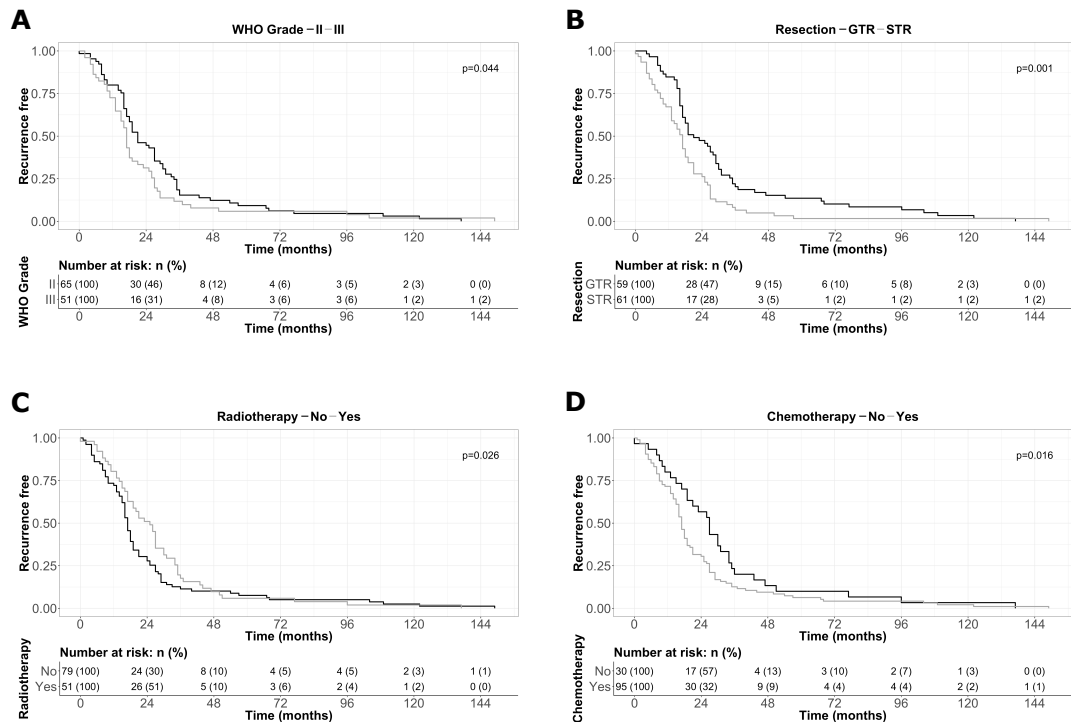 A
WHO Grade II III
p=0.044
Recurrence free
1.00
0.75
0.50
0.25
0.00
0 24 48 72 96 120 144
Time (months)
Number at risk: n (%)
WHO Grade
II 65 (100) 30 (46) 8 (12) 4 (6) 3 (5) 2 (3) 0 (0)
III 51 (100) 16 (31) 4 (8) 3 (6) 3 (6) 1 (2) 1 (2)
0 24 48 72 96 120 144
Time (months)
B
Resection GTR STR
p=0.001
Recurrence free
1.00
0.75
0.50
0.25
0.00
0 24 48 72 96 120 144
Time (months)
Number at risk: n (%)
Resection
GTR 59 (100) 28 (47) 9 (15) 6 (10) 5 (8) 2 (3) 0 (0)
STR 61 (100) 17 (28) 3 (5) 1 (2) 1 (2) 1 (2) 1 (2)
0 24 48 72 96 120 144
Time (months)
C
Radiotherapy No Yes
p=0.026
Recurrence free
1.00
0.75
0.50
0.25
0.00
0 24 48 72 96 120 144
Time (months)
Number at risk: n (%)
Radiotherapy
No 79 (100) 24 (30) 8 (10) 4 (5) 4 (5) 2 (3) 1 (1)
Yes 51 (100) 26 (51) 5 (10) 3 (6) 2 (4) 1 (2) 0 (0)
0 24 48 72 96 120 144
Time (months)
D
Chemotherapy No Yes
p=0.016
Recurrence free
1.00
0.75
0.50
0.25
0.00
0 24 48 72 96 120 144
Time (months)
Number at risk: n (%)
Chemotherapy
No 30 (100) 17 (57) 4 (13) 3 (10) 2 (7) 1 (3) 0 (0)
Yes 95 (100) 30 (32) 9 (9) 4 (4) 4 (4) 2 (2) 1 (1)
0 24 48 72 96 120 144
Time (months)